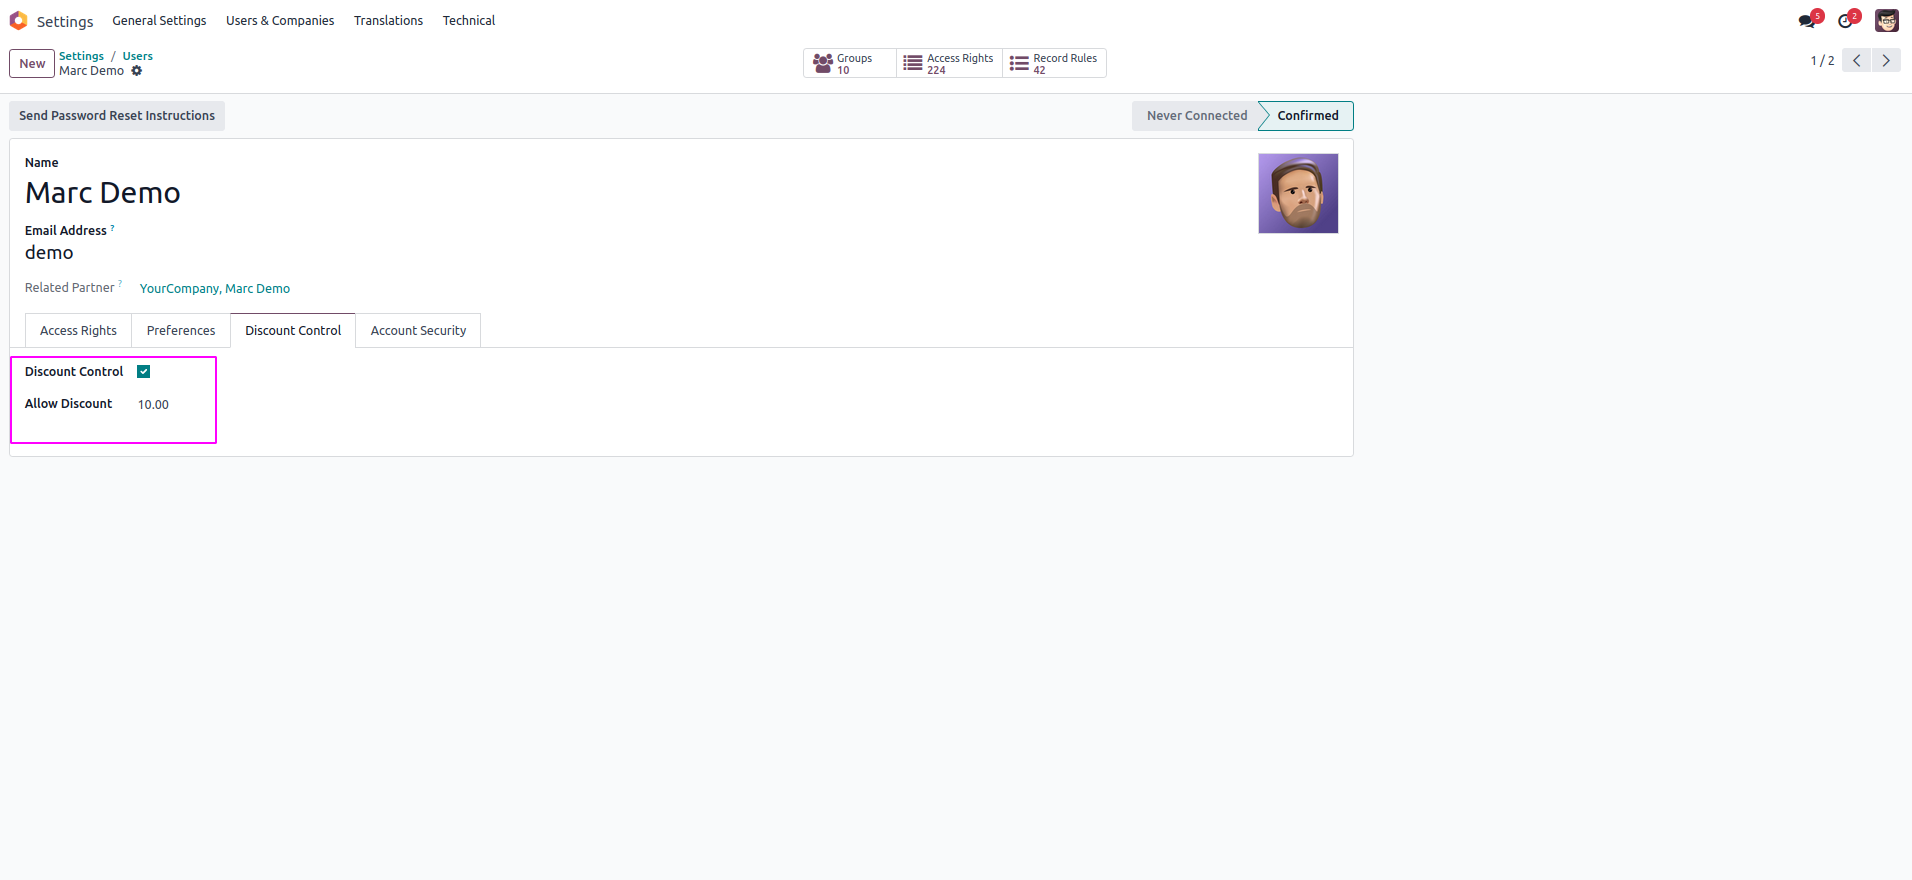 Settings General Settings Users & Companies Translations Technical 5 2
New Settings / Users
Marc Demo
Groups 10
Access Rights 224
Record Rules 42
1 / 2
Send Password Reset Instructions
Never Connected Confirmed
Name
Marc Demo
Email Address ?
demo
Related Partner ? YourCompany, Marc Demo
Access Rights Preferences Discount Control Account Security
Discount Control
Allow Discount 10.00